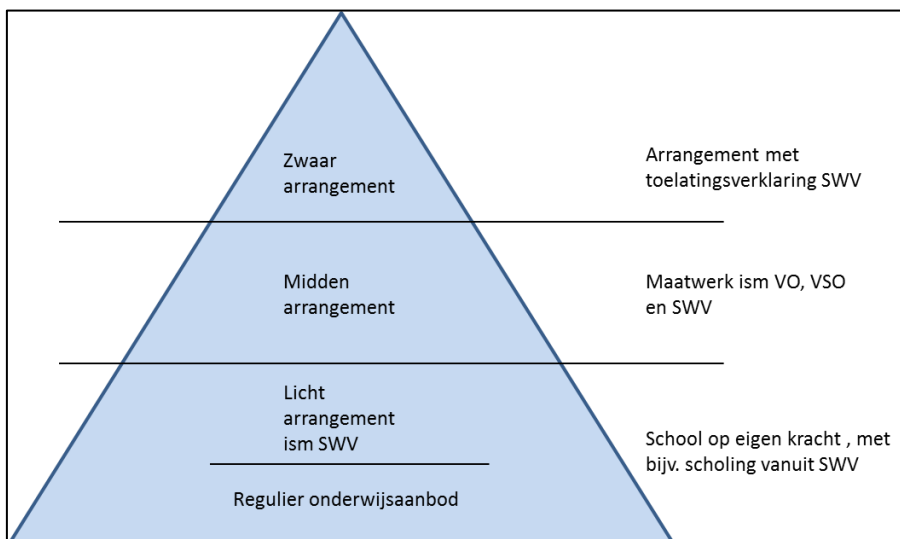 Zwaar
arrangement
Arrangement met
toelatingsverklaring SWV
Midden
arrangement
Maatwerk ism VO, VSO
en SWV
Licht
arrangement
ism SWV
School op eigen kracht , met
bijv. scholing vanuit SWV
Regulier onderwijsaanbod